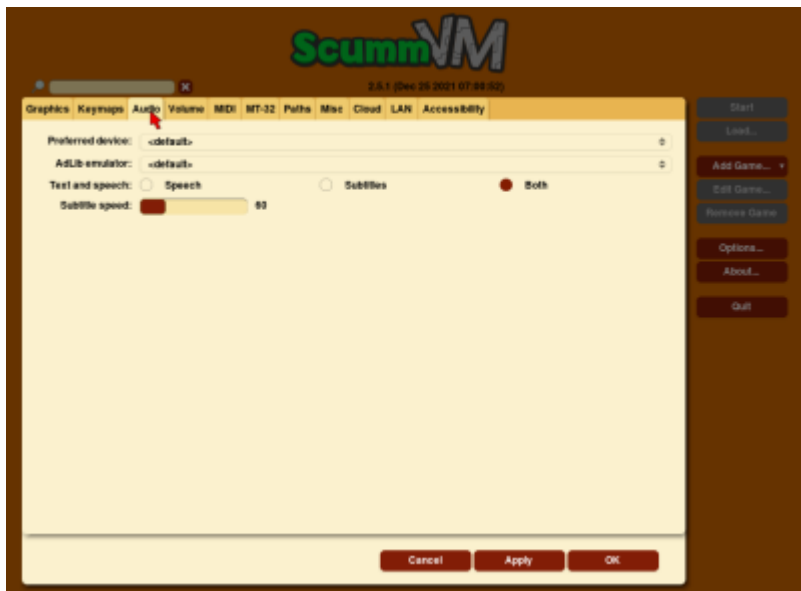 ScummVM
2.5.1 (Dec 25 2021 07:08:52)
Graphics Keymaps Audio Volume MIDI MT-32 Paths Misc Cloud LAN Accessibility
Preferred device: <default>
AdLib emulator: <default>
Text and speech: Speech Subtitles Both
Subtitle speed: 60
Cancel Apply OK
Start
Load...
Add Game...
Edit Game...
Remove Game
Options...
About...
Quit